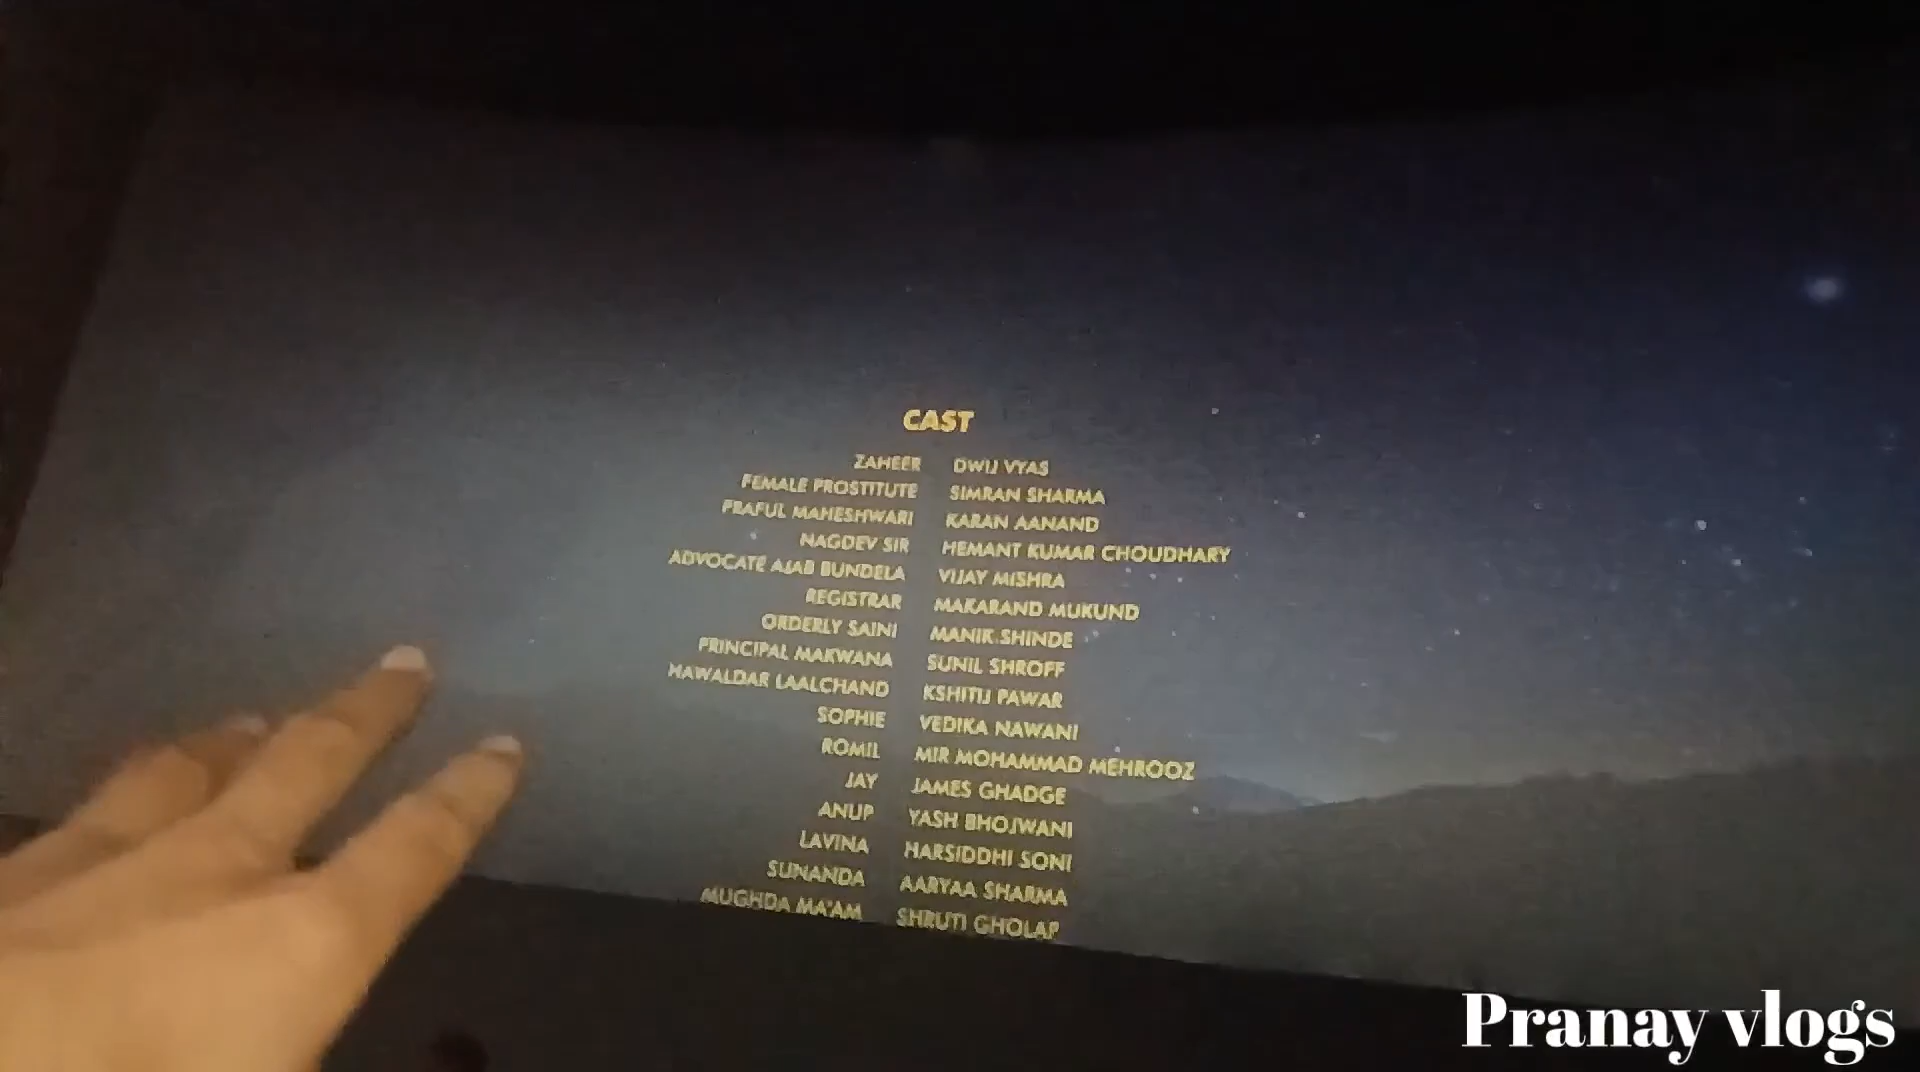 CAST
ZAHEER DWIJ VYAS
FEMALE PROSTITUTE SIMRAN SHARMA
PRAFUL MAHESHWARI KARAN AANAND
NAGDEV SIR HEMANT KUMAR CHOUDHARY
ADVOCATE AJAB BUNDELA VIJAY MISHRA
REGISTRAR MAKARAND MUKUND
ORDERLY SAINI MANIK SHINDE
PRINCIPAL MAKWANA SUNIL SHROFF
HAWALDAR LAALCHAND KSHITIJ PAWAR
SOPHIE VEDIKA NAWANI
ROMIL MIR MOHAMMAD MEHROOZ
JAY JAMES GHADGE
ANUP YASH BHOJWANI
LAVINA HARSIDDHI SONI
SUNANDA AARYAA SHARMA
MUGHDA MA'AM SHRUTI GHOLAP
Pranay vlogs